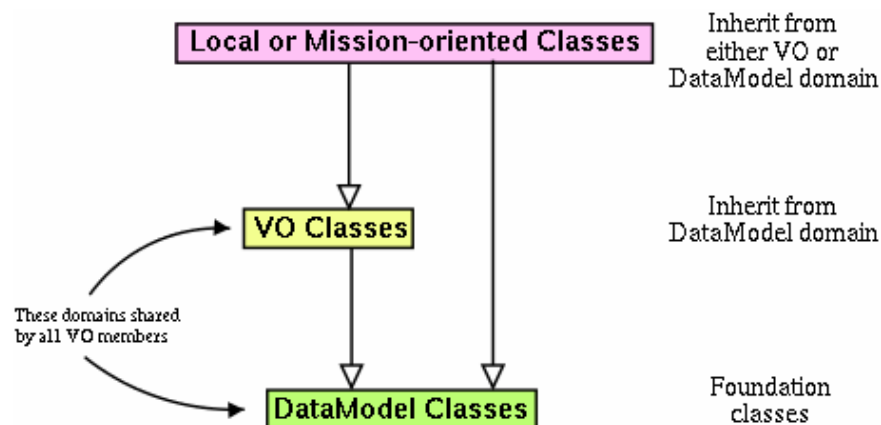 Local or Mission-oriented Classes
Inherit from
either VO or
DataModel domain
VO Classes
Inherit from
DataModel domain
These domains shared
by all VO members
DataModel Classes
Foundation
classes